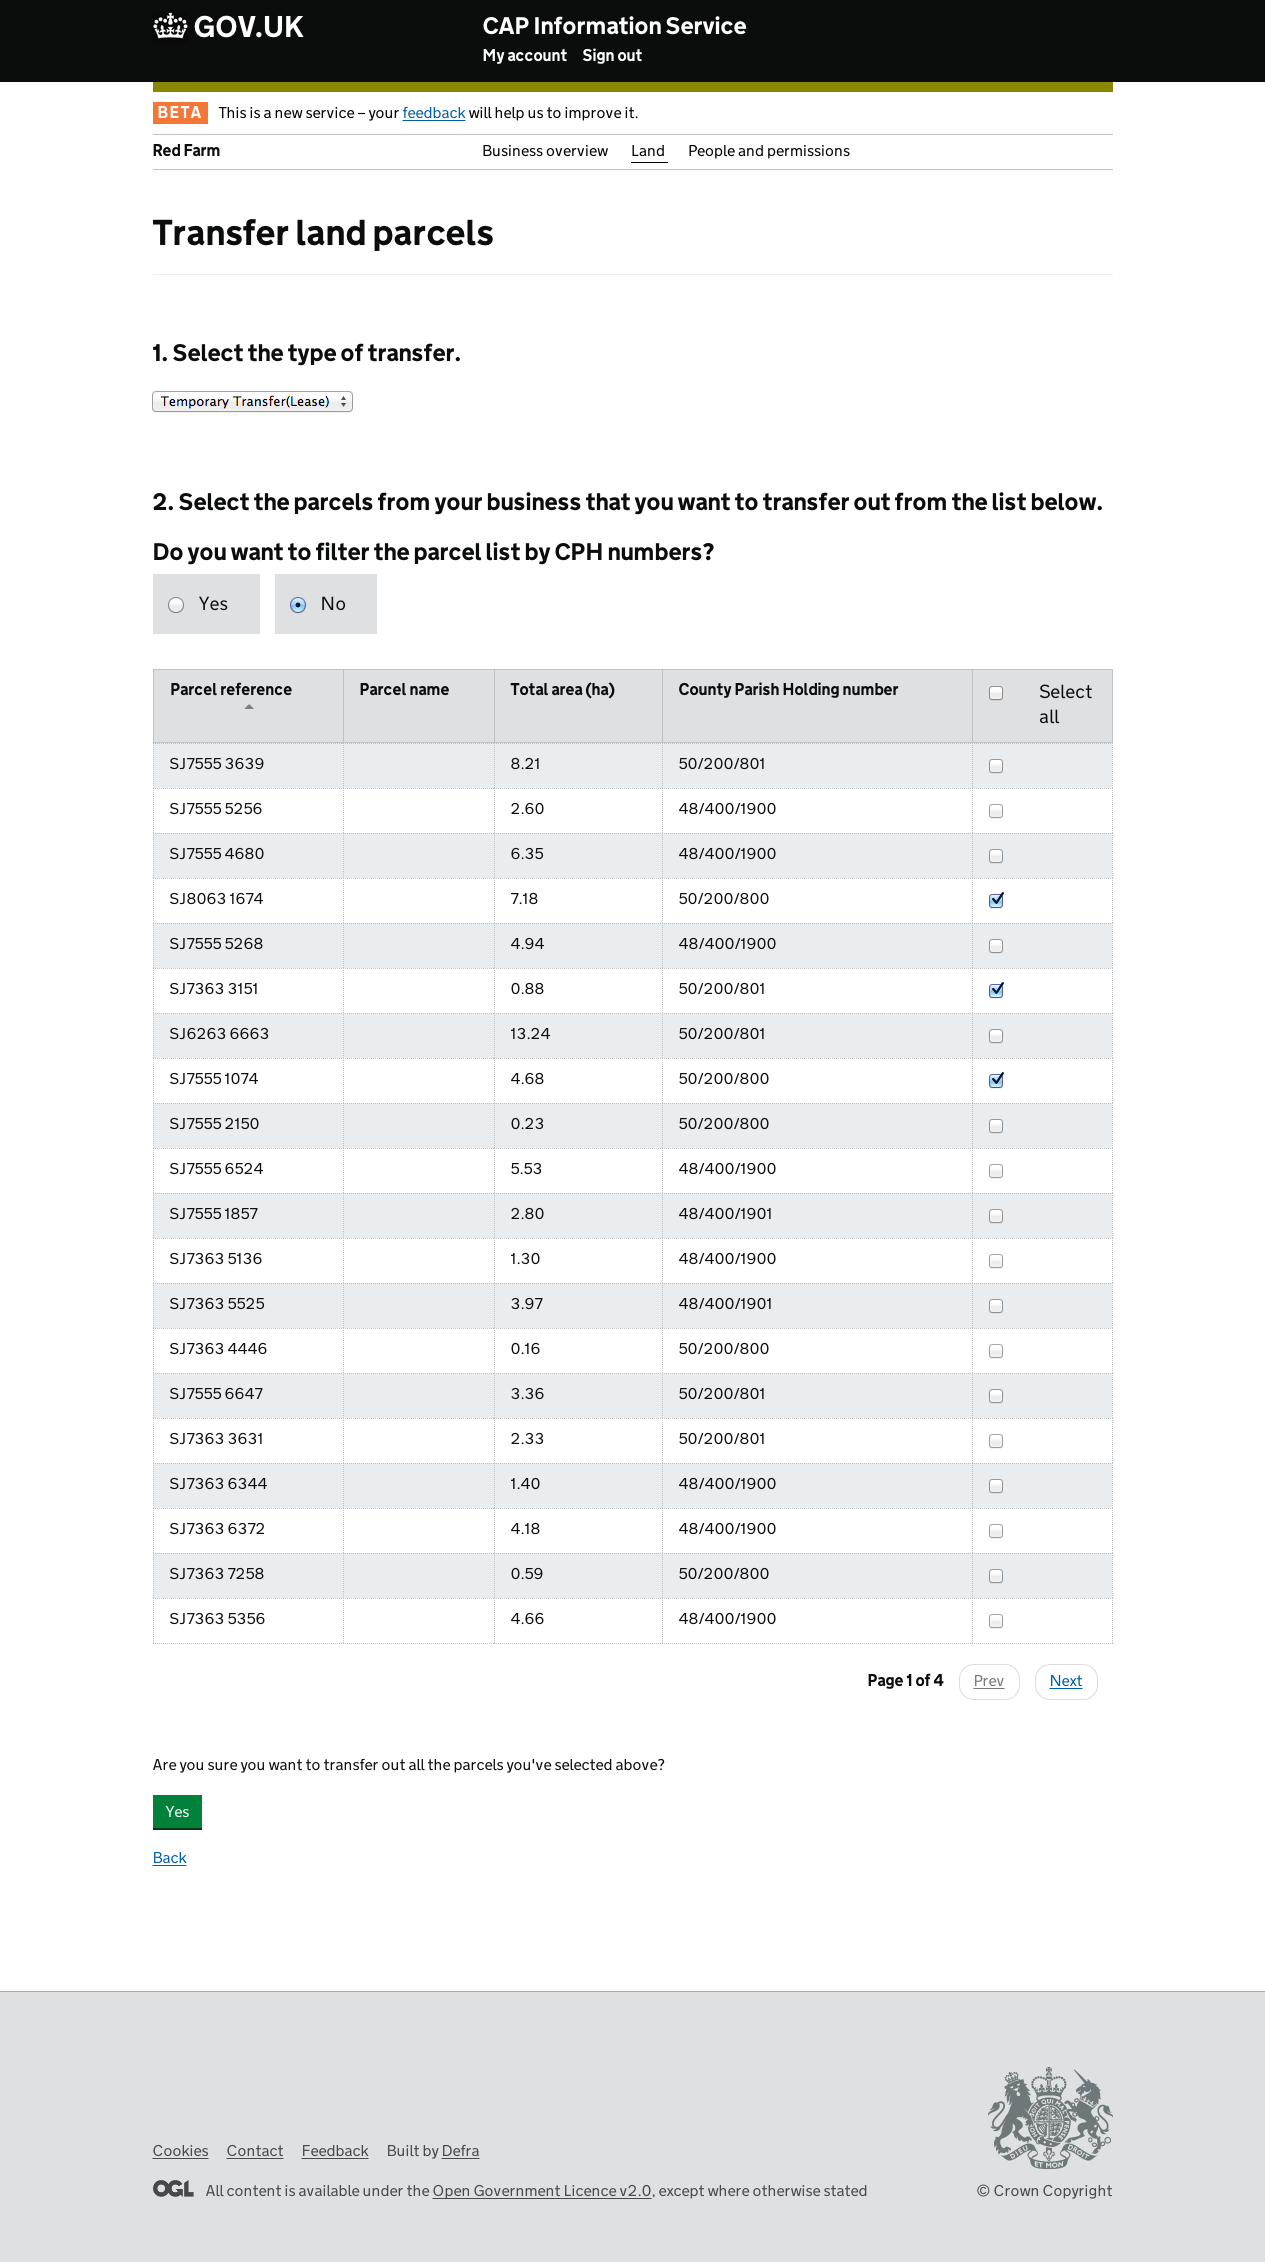 GOV.UK
CAP Information Service
My account Sign out
BETA This is a new service – your feedback will help us to improve it.
Red Farm Business overview Land People and permissions
Transfer land parcels
1. Select the type of transfer.
Temporary Transfer(Lease)
2. Select the parcels from your business that you want to transfer out from the list below.
Do you want to filter the parcel list by CPH numbers?
Yes No
Parcel reference Parcel name Total area (ha) County Parish Holding number Select all
SJ7555 3639 8.21 50/200/801
SJ7555 5256 2.60 48/400/1900
SJ7555 4680 6.35 48/400/1900
SJ8063 1674 7.18 50/200/800
SJ7555 5268 4.94 48/400/1900
SJ7363 3151 0.88 50/200/801
SJ6263 6663 13.24 50/200/801
SJ7555 1074 4.68 50/200/800
SJ7555 2150 0.23 50/200/800
SJ7555 6524 5.53 48/400/1900
SJ7555 1857 2.80 48/400/1901
SJ7363 5136 1.30 48/400/1900
SJ7363 5525 3.97 48/400/1901
SJ7363 4446 0.16 50/200/800
SJ7555 6647 3.36 50/200/801
SJ7363 3631 2.33 50/200/801
SJ7363 6344 1.40 48/400/1900
SJ7363 6372 4.18 48/400/1900
SJ7363 7258 0.59 50/200/800
SJ7363 5356 4.66 48/400/1900
Page 1 of 4 Prev Next
Are you sure you want to transfer out all the parcels you've selected above?
Yes
Back
DIEU ET MON DROIT
Cookies Contact Feedback Built by Defra
OGL All content is available under the Open Government Licence v2.0, except where otherwise stated
© Crown Copyright